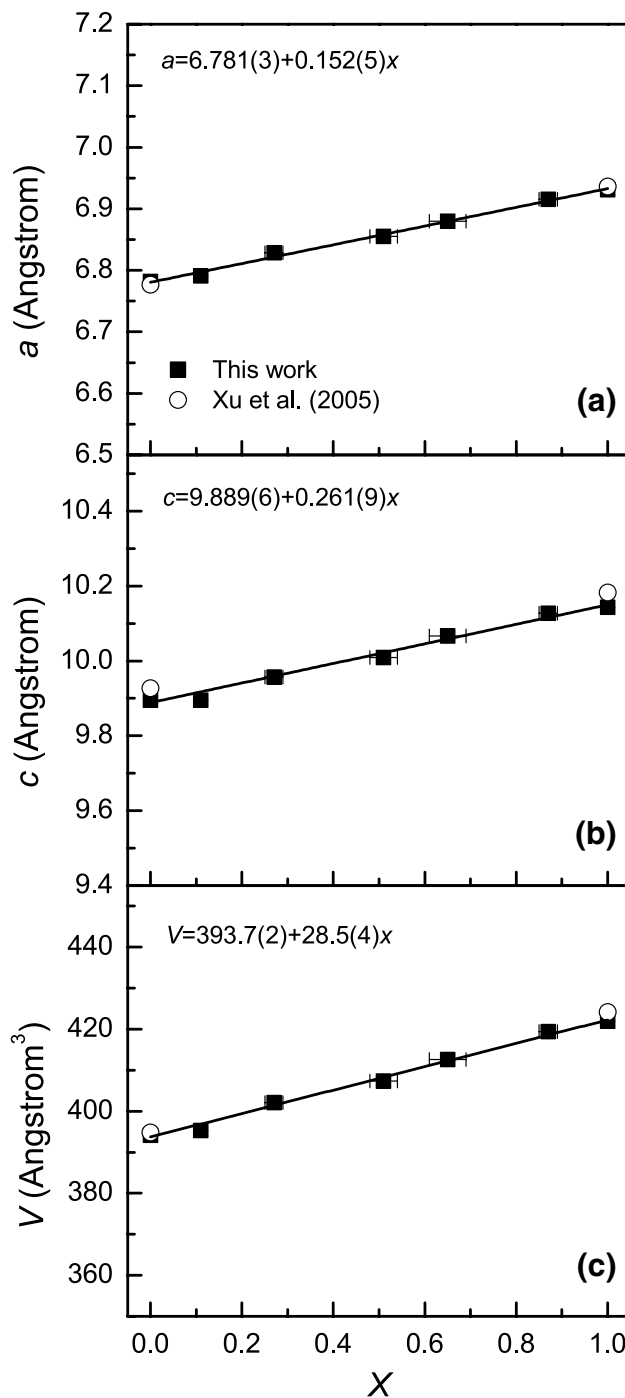 7.2
a=6.781(3)+0.152(5)x
7.1
7.0
6.9
6.8
6.7
6.6
6.5
a (Angstrom)
■ This work
○ Xu et al. (2005)
(a)
c=9.889(6)+0.261(9)x
10.4
10.2
10.0
9.8
9.6
9.4
c (Angstrom)
(b)
V=393.7(2)+28.5(4)x
440
420
400
380
360
V (Angstrom³)
(c)
0.0 0.2 0.4 0.6 0.8 1.0
X